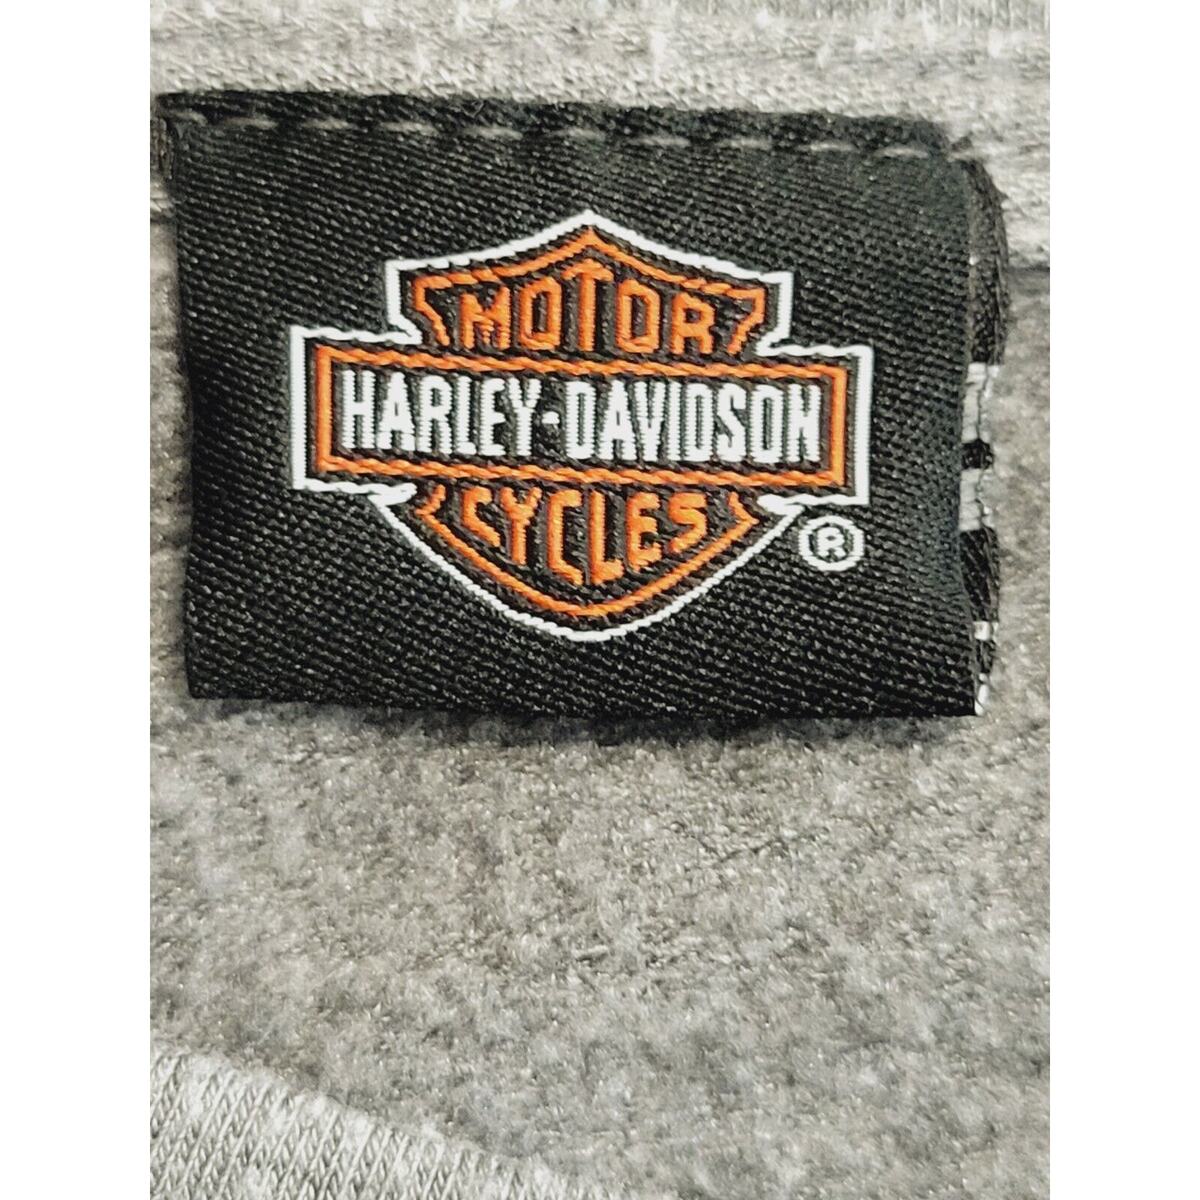 MOTOR
HARLEY-DAVIDSON
CYCLES
®